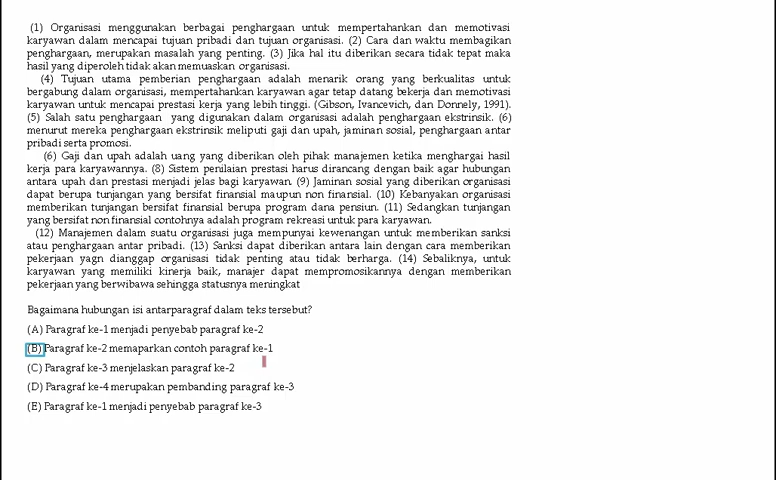 (1) Organisasi menggunakan berbagai penghargaan untuk mempertahankan dan memotivasi
karyawan dalam mencapai tujuan pribadi dan tujuan organisasi. (2) Cara dan waktu membagikan
penghargaan, merupakan masalah yang penting. (3) Jika hal itu diberikan secara tidak tepat maka
hasil yang diperoleh tidak akan memuaskan organisasi.
(4) Tujuan utama pemberian penghargaan adalah menarik orang yang berkualitas untuk
bergabung dalam organisasi, mempertahankan karyawan agar tetap datang bekerja dan memotivasi
karyawan untuk mencapai prestasi kerja yang lebih tinggi. (Gibson, Ivancevich, dan Donnely, 1991).
(5) Salah satu penghargaan yang digunakan dalam organisasi adalah penghargaan ekstrinsik. (6)
menurut mereka penghargaan ekstrinsik meliputi gaji dan upah, jaminan sosial, penghargaan antar
pribadi serta promosi.
(6) Gaji dan upah adalah uang yang diberikan oleh pihak manajemen ketika menghargai hasil
kerja para karyawannya. (8) Sistem penilaian prestasi harus dirancang dengan baik agar hubungan
antara upah dan prestasi menjadi jelas bagi karyawan. (9) Jaminan sosial yang diberikan organisasi
dapat berupa tunjangan yang bersifat finansial maupun non finansial. (10) Kebanyakan organisasi
memberikan tunjangan bersifat finansial berupa program dana pensiun. (11) Sedangkan tunjangan
yang bersifat non finansial contohnya adalah program rekreasi untuk para karyawan.
(12) Manajemen dalam suatu organisasi juga mempunyai kewenangan untuk memberikan sanksi
atau penghargaan antar pribadi. (13) Sanksi dapat diberikan antara lain dengan cara memberikan
pekerjaan yagn dianggap organisasi tidak penting atau tidak berharga. (14) Sebaliknya, untuk
karyawan yang memiliki kinerja baik, manajer dapat mempromosikannya dengan memberikan
pekerjaan yang berwibawa sehingga statusnya meningkat
Bagaimana hubungan isi antarparagraf dalam teks tersebut?
(A) Paragraf ke-1 menjadi penyebab paragraf ke-2
(B) Paragraf ke-2 memaparkan contoh paragraf ke-1
(C) Paragraf ke-3 menjelaskan paragraf ke-2
(D) Paragraf ke-4 merupakan pembanding paragraf ke-3
(E) Paragraf ke-1 menjadi penyebab paragraf ke-3